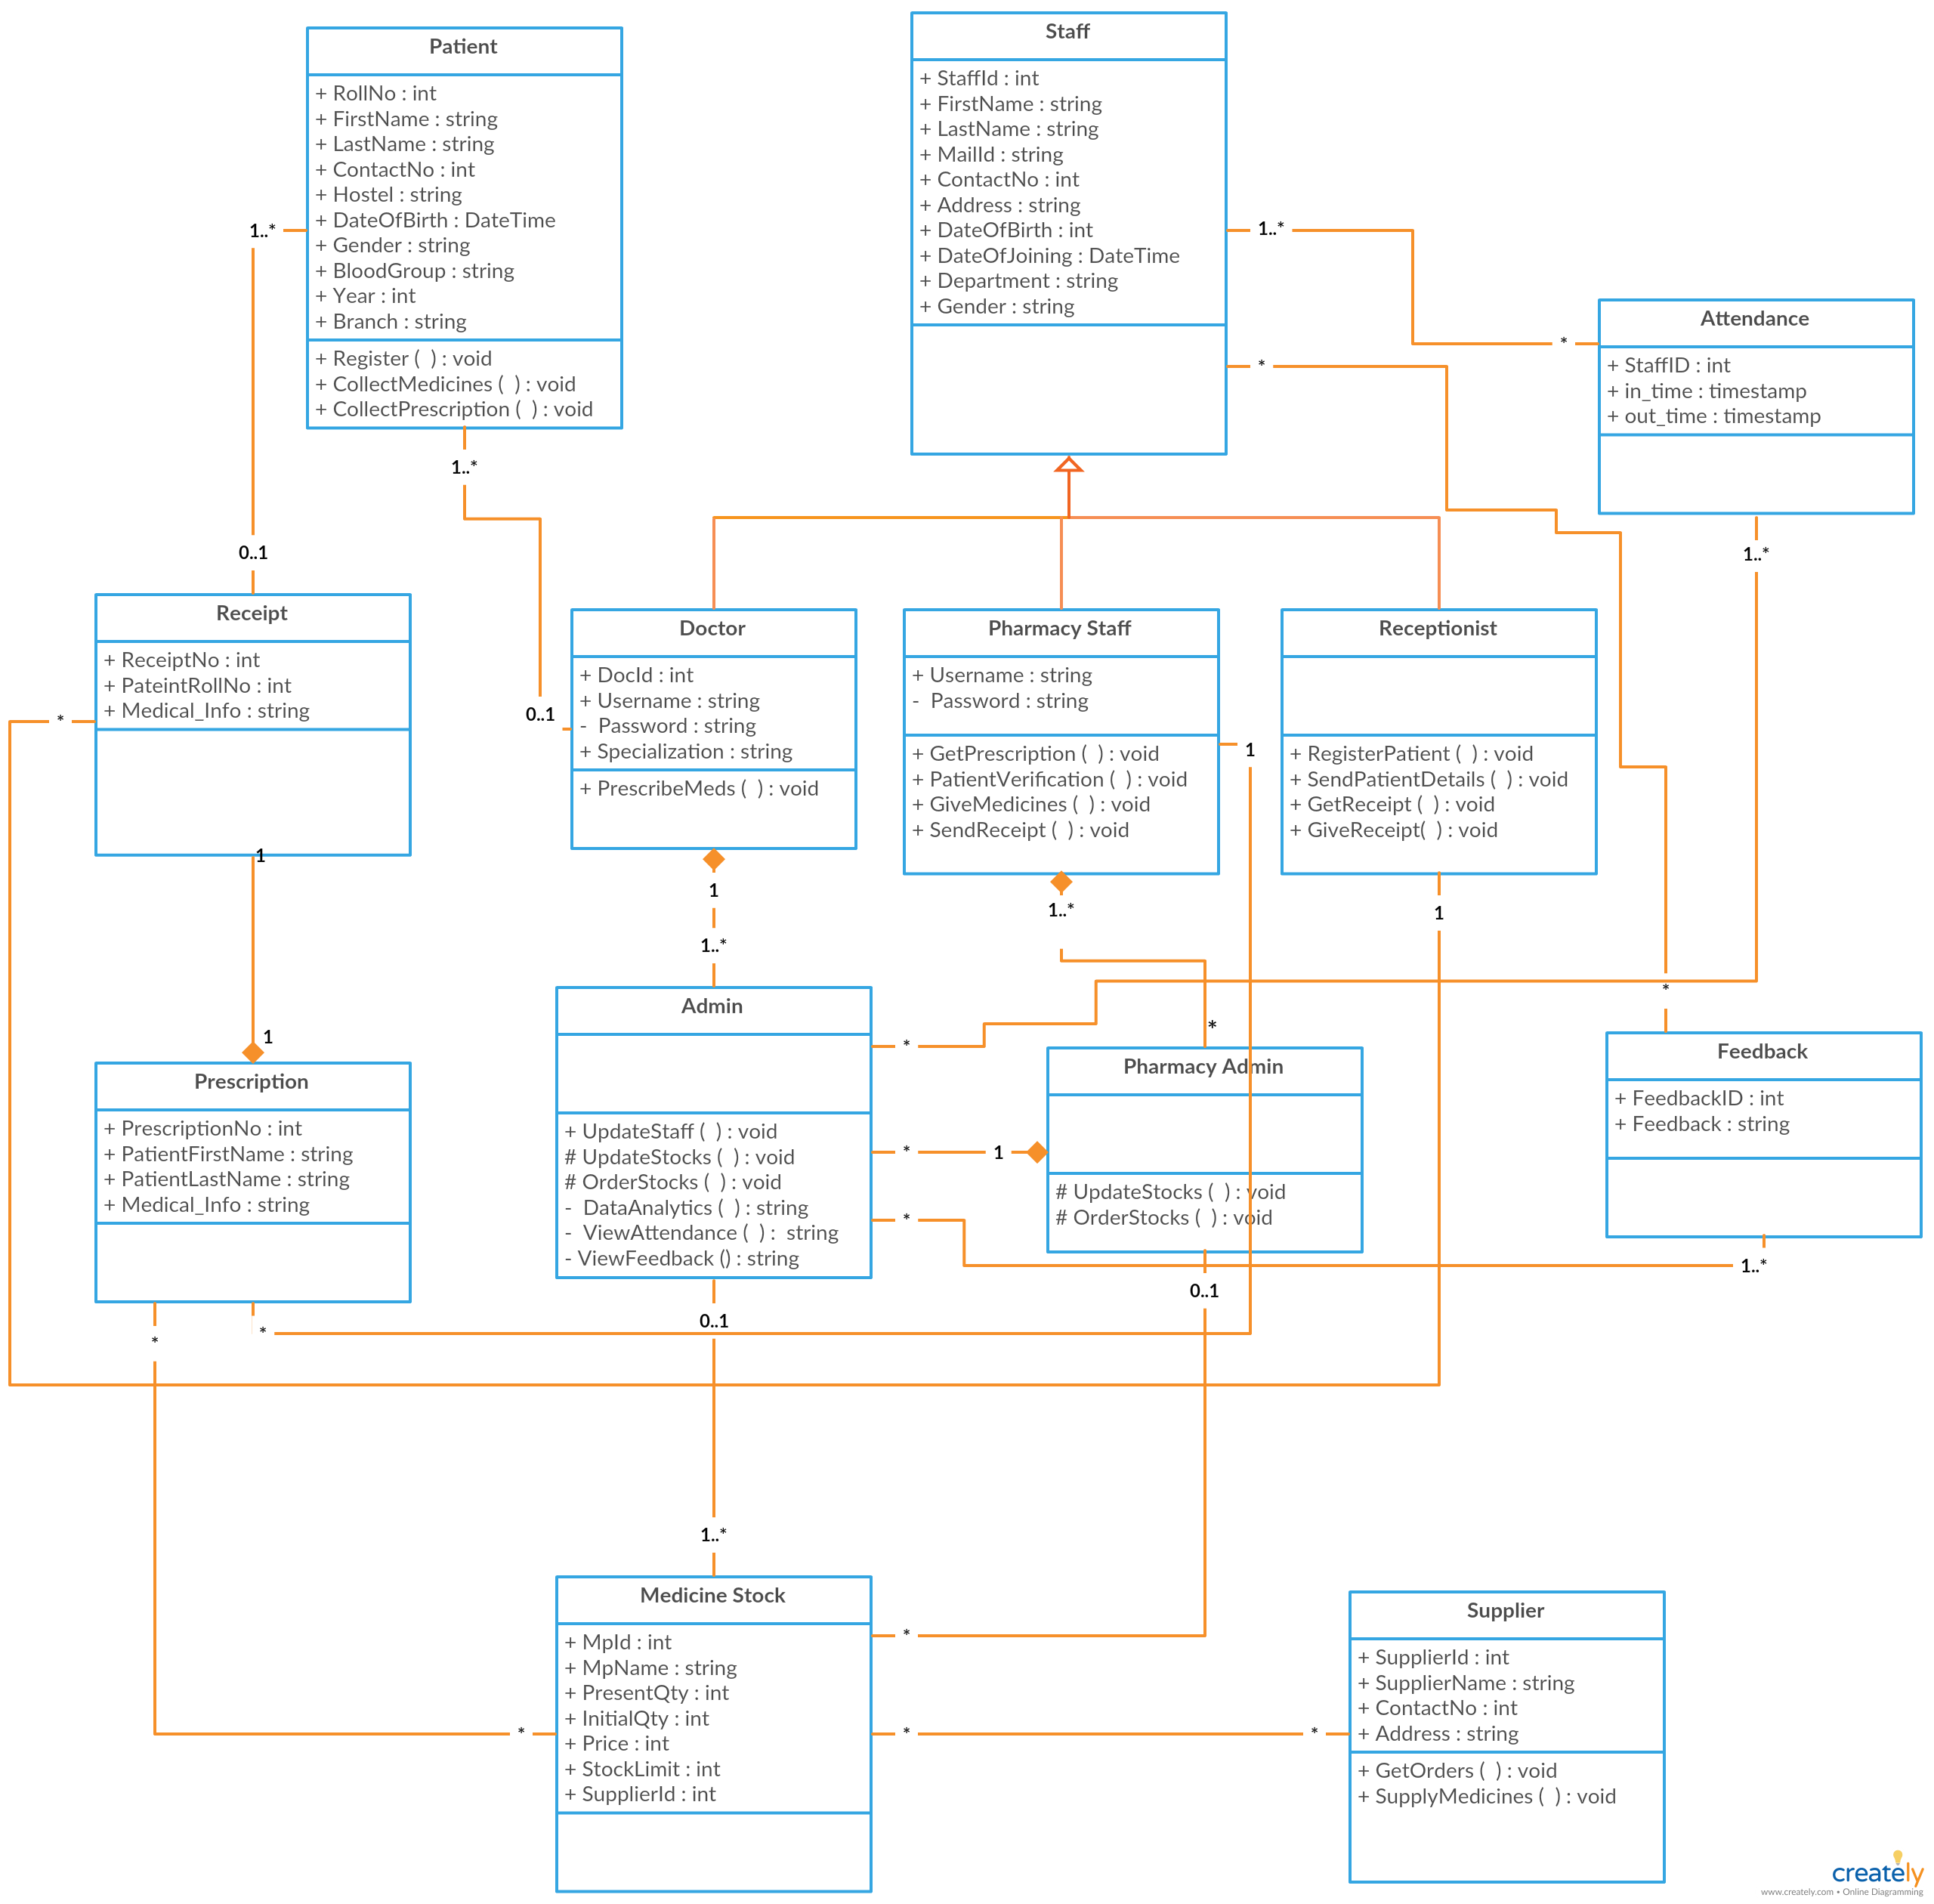 Patient
+ RollNo : int
+ FirstName : string
+ LastName : string
+ ContactNo : int
+ Hostel : string
+ DateOfBirth : DateTime
+ Gender : string
+ BloodGroup : string
+ Year : int
+ Branch : string
+ Register (  ) : void
+ CollectMedicines (  ) : void
+ CollectPrescription (  ) : void
1..*
1..*
Staff
+ StaffId : int
+ FirstName : string
+ LastName : string
+ MailId : string
+ ContactNo : int
+ Address : string
+ DateOfBirth : int
+ DateOfJoining : DateTime
+ Department : string
+ Gender : string
1..*
*
*
Attendance
+ StaffID : int
+ in_time : timestamp
+ out_time : timestamp
1..*
0..1
Receipt
+ ReceiptNo : int
+ PateintRollNo : int
+ Medical_Info : string
*
1
0..1
Doctor
+ DocId : int
+ Username : string
-  Password : string
+ Specialization : string
+ PrescribeMeds (  ) : void
1
1..*
Pharmacy Staff
+ Username : string
-  Password : string
+ GetPrescription (  ) : void
+ PatientVerification (  ) : void
+ GiveMedicines (  ) : void
+ SendReceipt (  ) : void
1
1..*
*
Receptionist
+ RegisterPatient (  ) : void
+ SendPatientDetails (  ) : void
+ GetReceipt (  ) : void
+ GiveReceipt(  ) : void
1
1
Prescription
+ PrescriptionNo : int
+ PatientFirstName : string
+ PatientLastName : string
+ Medical_Info : string
*
*
Admin
+ UpdateStaff (  ) : void
# UpdateStocks (  ) : void
# OrderStocks (  ) : void
-  DataAnalytics (  ) : string
-  ViewAttendance (  ) :  string
- ViewFeedback () : string
*
*
1
*
0..1
Pharmacy Admin
# UpdateStocks (  ) : void
# OrderStocks (  ) : void
0..1
*
Feedback
+ FeedbackID : int
+ Feedback : string
1..*
1..*
Medicine Stock
+ MpId : int
+ MpName : string
+ PresentQty : int
+ InitialQty : int
+ Price : int
+ StockLimit : int
+ SupplierId : int
*
*
*
*
Supplier
+ SupplierId : int
+ SupplierName : string
+ ContactNo : int
+ Address : string
+ GetOrders (  ) : void
+ SupplyMedicines (  ) : void
creately
www.creately.com • Online Diagramming